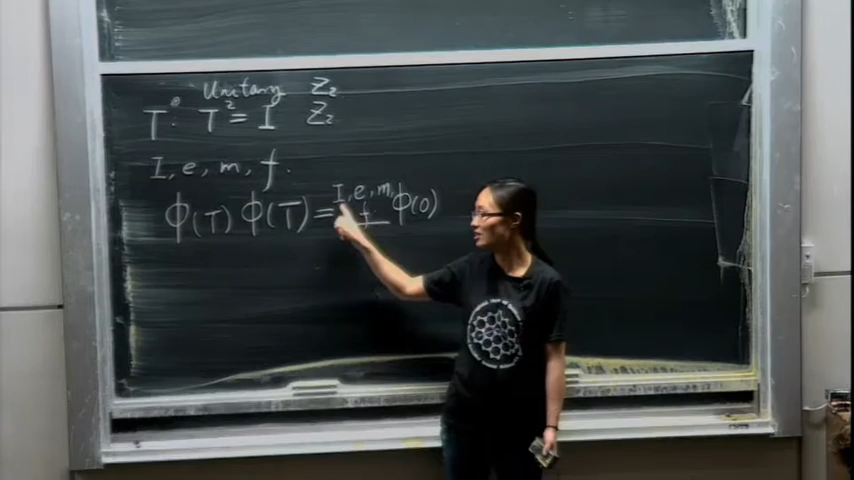 T: Unitary Z₂
T² = I Z₂
I, e, m, f.
Φ(T) Φ(T) = I, e, m, f Φ(0)